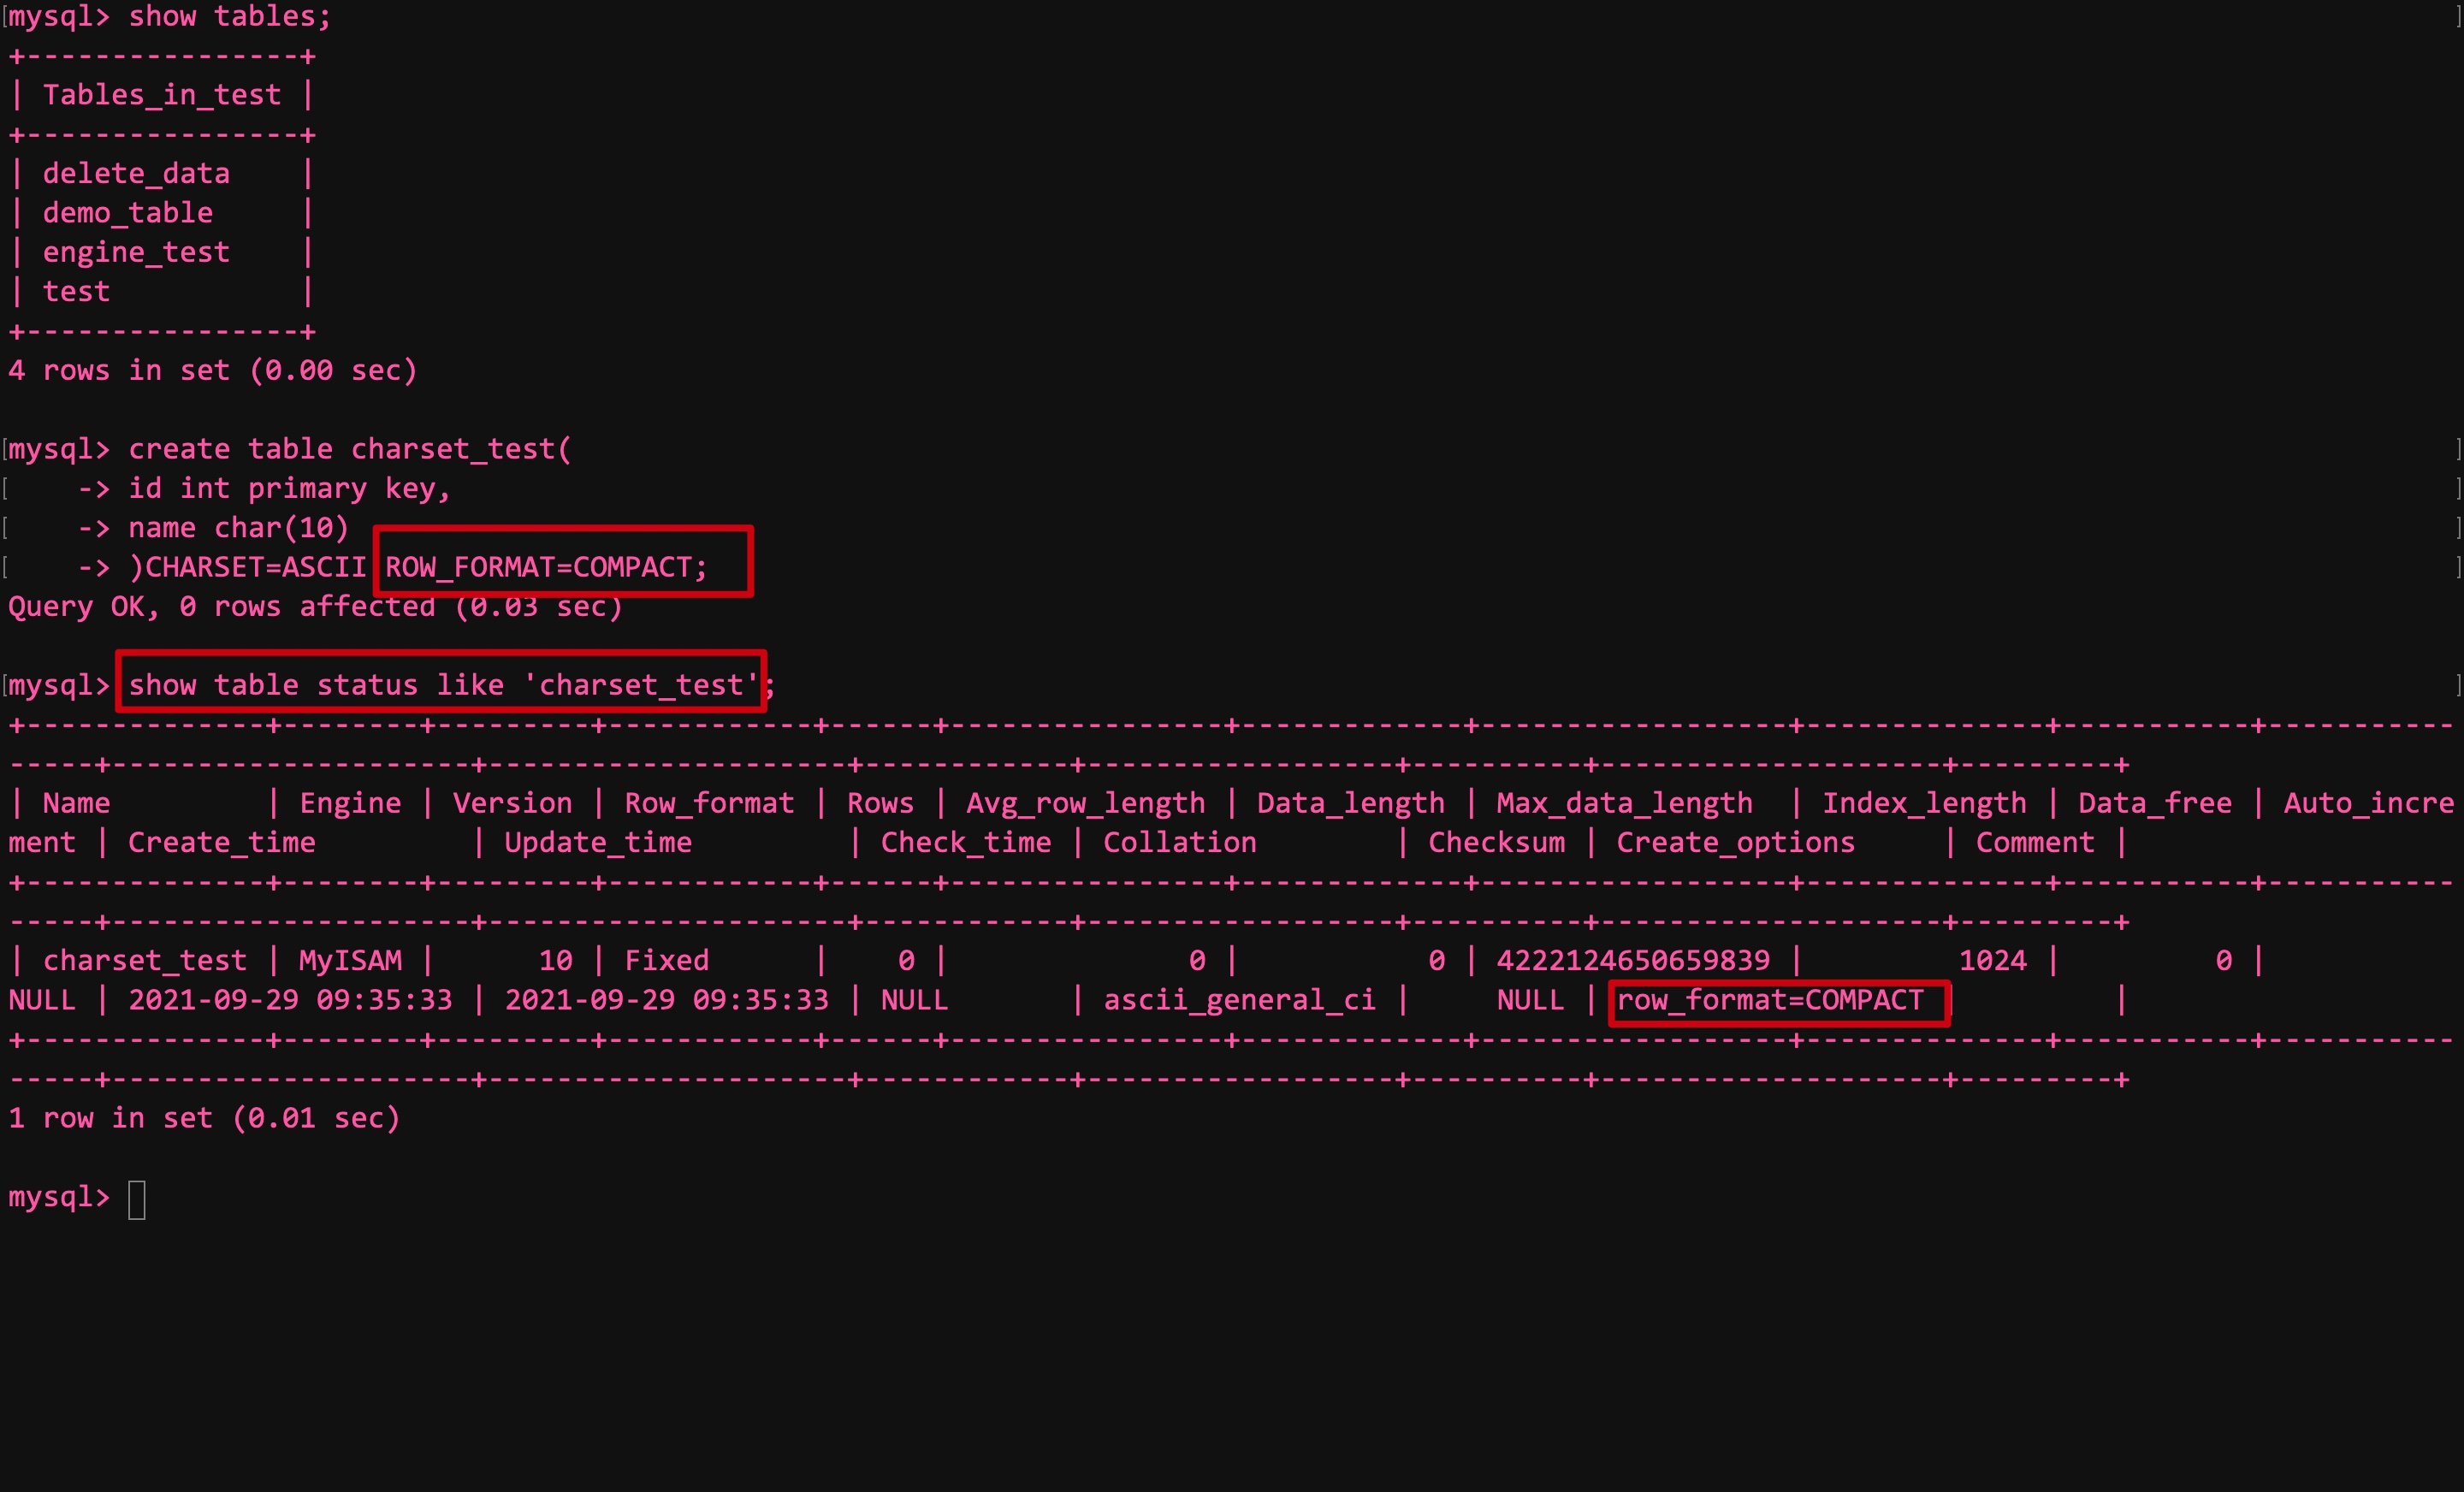 mysql> show tables;
+----------------+
| Tables_in_test |
+----------------+
| delete_data    |
| demo_table     |
| engine_test    |
| test           |
+----------------+
4 rows in set (0.00 sec)

mysql> create table charset_test(
    -> id int primary key,
    -> name char(10)
    -> )CHARSET=ASCII ROW_FORMAT=COMPACT;
Query OK, 0 rows affected (0.03 sec)

mysql> show table status like 'charset_test';
+--------------+--------+---------+------------+------+----------------+-------------+------------------+--------------+-----------+-----------
-----+---------------------+---------------------+------------+------------------+----------+--------------------+---------+
| Name         | Engine | Version | Row_format | Rows | Avg_row_length | Data_length | Max_data_length  | Index_length | Data_free | Auto_incre
ment | Create_time         | Update_time         | Check_time | Collation        | Checksum | Create_options     | Comment |
+--------------+--------+---------+------------+------+----------------+-------------+------------------+--------------+-----------+-----------
-----+---------------------+---------------------+------------+------------------+----------+--------------------+---------+
| charset_test | MyISAM |      10 | Fixed      |    0 |              0 |           0 | 4222124650659839 |         1024 |         0 |
NULL | 2021-09-29 09:35:33 | 2021-09-29 09:35:33 | NULL       | ascii_general_ci |     NULL | row_format=COMPACT |         |
+--------------+--------+---------+------------+------+----------------+-------------+------------------+--------------+-----------+-----------
-----+---------------------+---------------------+------------+------------------+----------+--------------------+---------+
1 row in set (0.01 sec)

mysql>